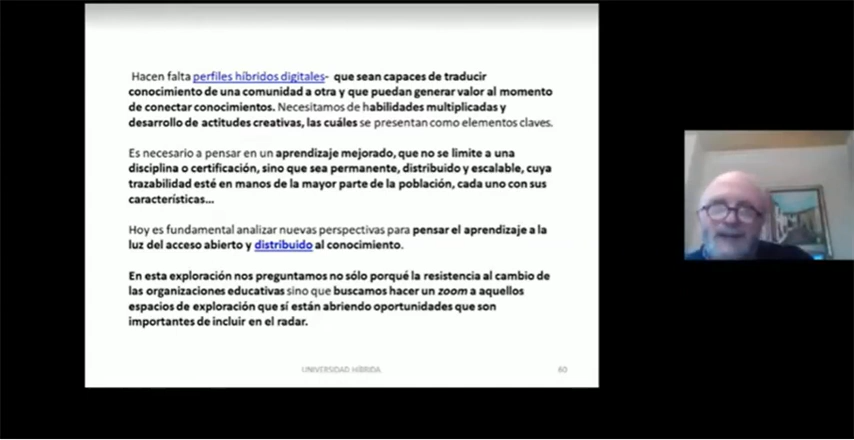 Hacen falta perfiles híbridos digitales- que sean capaces de traducir
conocimiento de una comunidad a otra y que puedan generar valor al momento
de conectar conocimientos. Necesitamos de habilidades multiplicadas y
desarrollo de actitudes creativas, las cuáles se presentan como elementos claves.
Es necesario a pensar en un aprendizaje mejorado, que no se limite a una
disciplina o certificación, sino que sea permanente, distribuido y escalable, cuya
trazabilidad esté en manos de la mayor parte de la población, cada uno con sus
características...
Hoy es fundamental analizar nuevas perspectivas para pensar el aprendizaje a la
luz del acceso abierto y distribuido al conocimiento.
En esta exploración nos preguntamos no sólo porqué la resistencia al cambio de
las organizaciones educativas sino que buscamos hacer un zoom a aquellos
espacios de exploración que sí están abriendo oportunidades que son
importantes de incluir en el radar.
UNIVERSIDAD HÍBRIDA 60